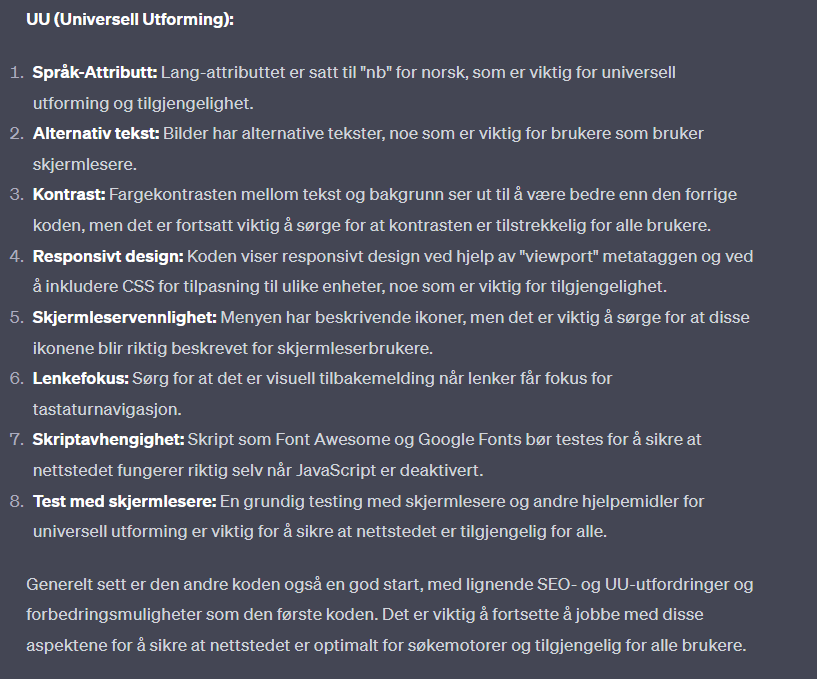 UU (Universell Utforming):
1. Språk-Attributt: Lang-attributtet er satt til "nb" for norsk, som er viktig for universell
utforming og tilgjengelighet.
2. Alternativ tekst: Bilder har alternative tekster, noe som er viktig for brukere som bruker
skjermlesere.
3. Kontrast: Fargekontrasten mellom tekst og bakgrunn ser ut til å være bedre enn den forrige
koden, men det er fortsatt viktig å sørge for at kontrasten er tilstrekkelig for alle brukere.
4. Responsivt design: Koden viser responsivt design ved hjelp av "viewport" metataggen og ved
å inkludere CSS for tilpasning til ulike enheter, noe som er viktig for tilgjengelighet.
5. Skjermleservennlighet: Menyen har beskrivende ikoner, men det er viktig å sørge for at disse
ikonene blir riktig beskrevet for skjermleserbrukere.
6. Lenkefokus: Sørg for at det er visuell tilbakemelding når lenker får fokus for
tastaturnavigasjon.
7. Skriptavhengighet: Skript som Font Awesome og Google Fonts bør testes for å sikre at
nettstedet fungerer riktig selv når JavaScript er deaktivert.
8. Test med skjermlesere: En grundig testing med skjermlesere og andre hjelpemidler for
universell utforming er viktig for å sikre at nettstedet er tilgjengelig for alle.
Generelt sett er den andre koden også en god start, med lignende SEO- og UU-utfordringer og
forbedringsmuligheter som den første koden. Det er viktig å fortsette å jobbe med disse
aspektene for å sikre at nettstedet er optimalt for søkemotorer og tilgjengelig for alle brukere.